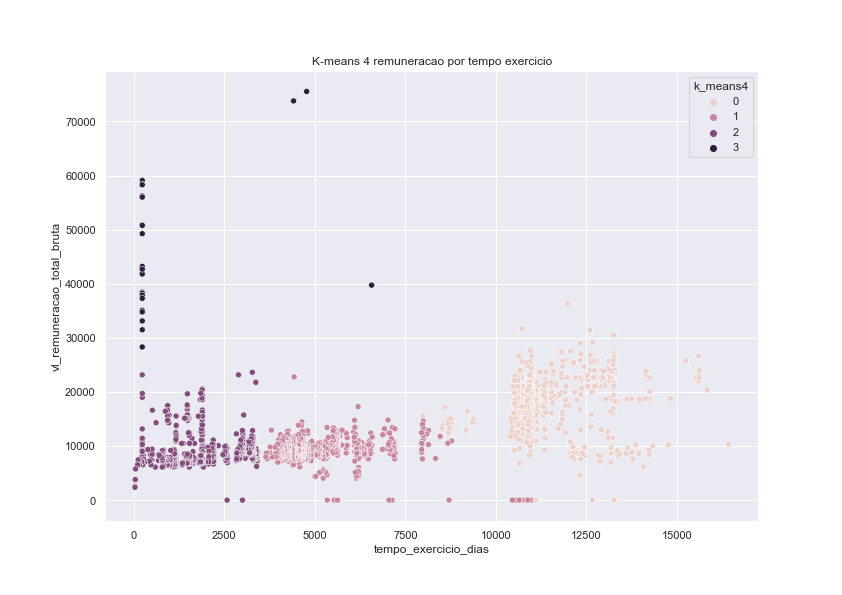 K-means 4 remuneracao por tempo exercicio
k_means4
0
1
2
3
vl_remuneracao_total_bruta
70000
60000
50000
40000
30000
20000
10000
0
0 2500 5000 7500 10000 12500 15000
tempo_exercicio_dias